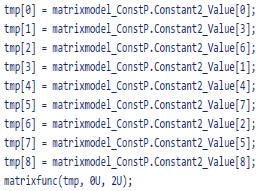 tmp[0] = matrixmodel_ConstP.Constant2_Value[0];
tmp[1] = matrixmodel_ConstP.Constant2_Value[3];
tmp[2] = matrixmodel_ConstP.Constant2_Value[6];
tmp[3] = matrixmodel_ConstP.Constant2_Value[1];
tmp[4] = matrixmodel_ConstP.Constant2_Value[4];
tmp[5] = matrixmodel_ConstP.Constant2_Value[7];
tmp[6] = matrixmodel_ConstP.Constant2_Value[2];
tmp[7] = matrixmodel_ConstP.Constant2_Value[5];
tmp[8] = matrixmodel_ConstP.Constant2_Value[8];
matrixfunc(tmp, 0U, 2U);